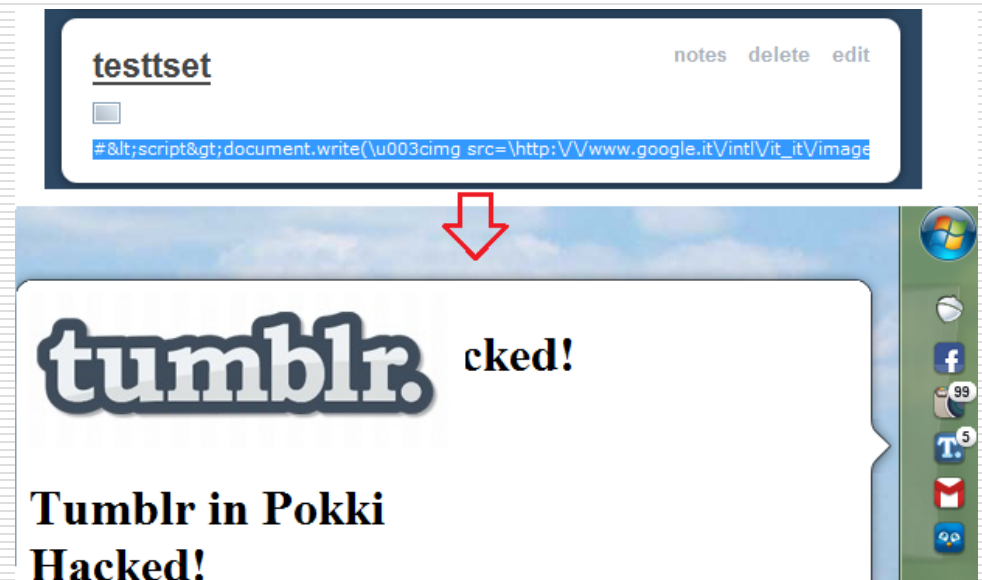 testtset
notes delete edit
#&lt;script&gt;document.write(\u003cimg src=\http:\/\/www.google.it\/intl\/it_it\/image
tumblr.
cked!
99
5
Tumblr in Pokki
Hacked!